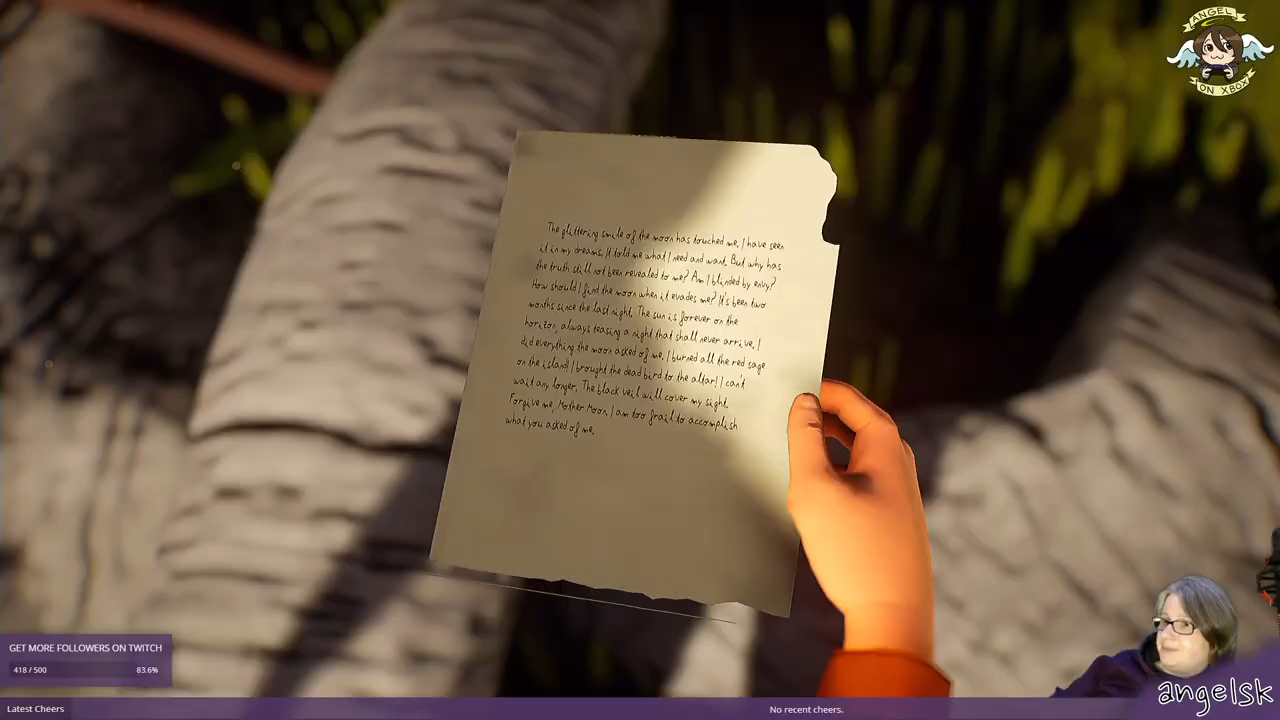 ANGEL
ON XBOX
The glittering smile of the moon has touched me, I have seen
it in my dreams. It told me what I need and want. But why has
the truth still not been revealed to me? Am I blinded by envy?
How should I find the moon when it evades me? It's been two
months since the last night. The sun is forever on the
horizon, always teasing a night that shall never arrive. I
did everything the moon asked of me. I burned all the red sage
on the island! I brought the dead bird to the altar! I can't
wait any longer. The black veil will cover my sight.
Forgive me, Mother Moon. I am too frail to accomplish
what you asked of me.
GET MORE FOLLOWERS ON TWITCH
418 / 500 83.6%
angelsk
Latest Cheers No recent cheers.